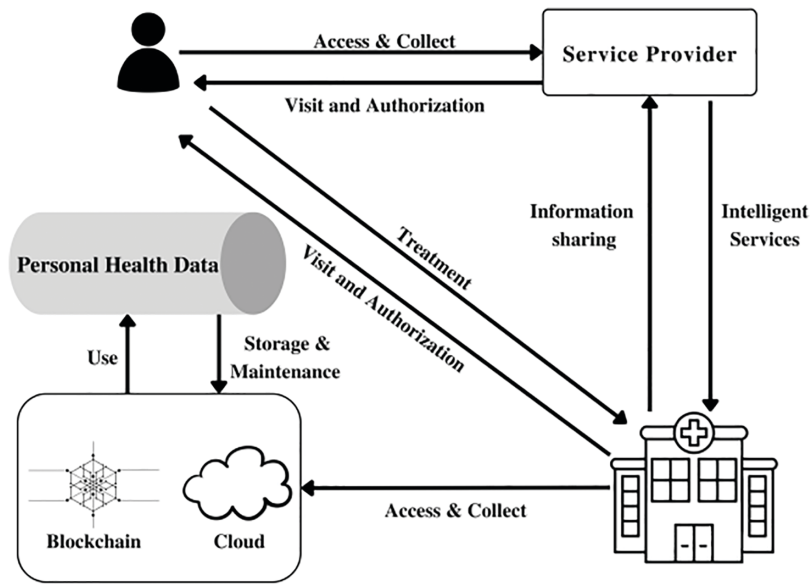 Access & Collect
Service Provider
Visit and Authorization
Information
sharing
Intelligent
Services
Treatment
Visit and Authorization
Personal Health Data
Use
Storage &
Maintenance
Blockchain
Cloud
Access & Collect